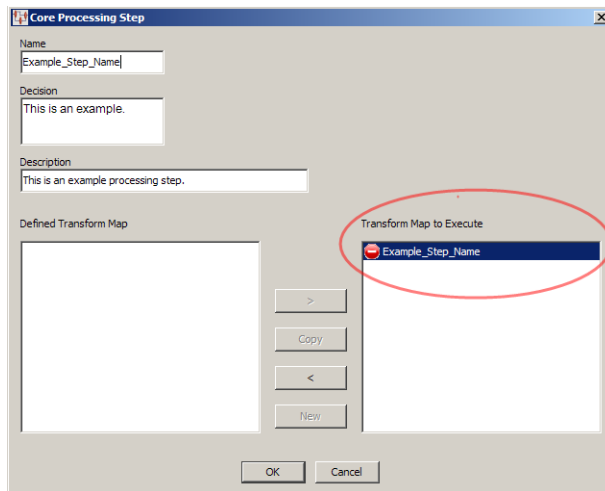 Core Processing Step
Name
Example_Step_Name
Decision
This is an example.
Description
This is an example processing step.
Defined Transform Map
Transform Map to Execute
Example_Step_Name
>
Copy
<
New
OK
Cancel